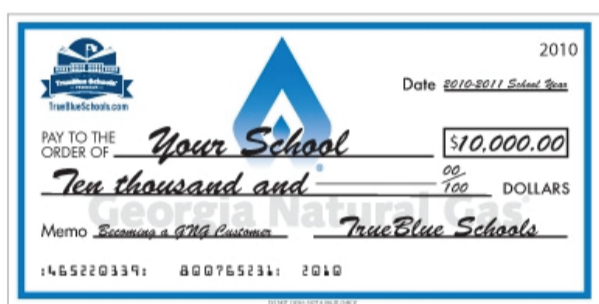 2010
Date 2010-2011 School Year
TrueBlue Schools
PROGRAM
TrueBlueSchools.com
PAY TO THE
ORDER OF Your School $10,000.00
Ten thousand and 00/100 DOLLARS
Georgia Natural Gas
Memo Becoming a GNG Customer TrueBlue Schools
:465220339: 800765231: 2010